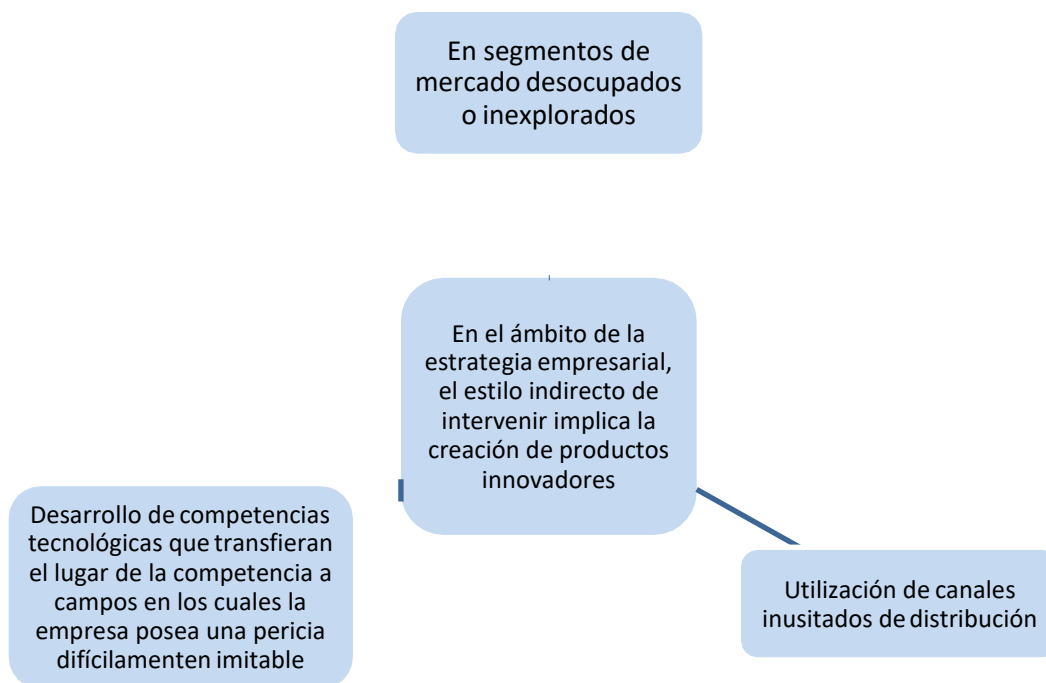 En segmentos de
mercado desocupados
o inexplorados
En el ámbito de la
estrategia empresarial,
el estilo indirecto de
intervenir implica la
creación de productos
innovadores
Desarrollo de competencias
tecnológicas que transfieran
el lugar de la competencia a
campos en los cuales la
empresa posea una pericia
difícilamenten imitable
Utilización de canales
inusitados de distribución